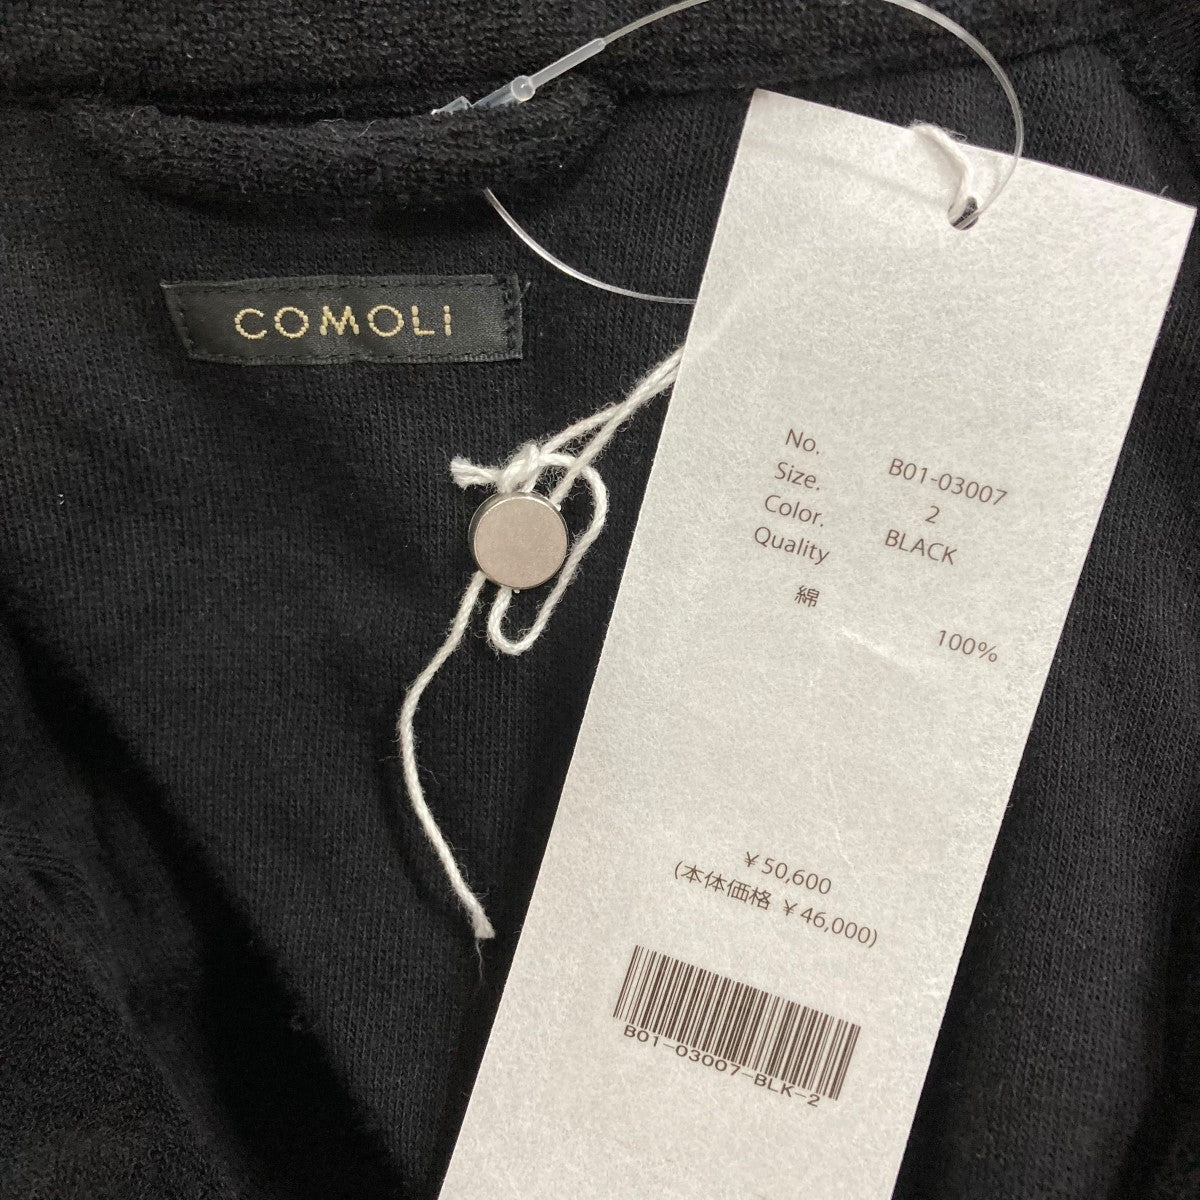 COMOLI
No. B01-03007
Size. 2
Color. BLACK
Quality
綿 100%
¥50,600
(本体価格 ¥46,000)
B01-03007-BLK-2